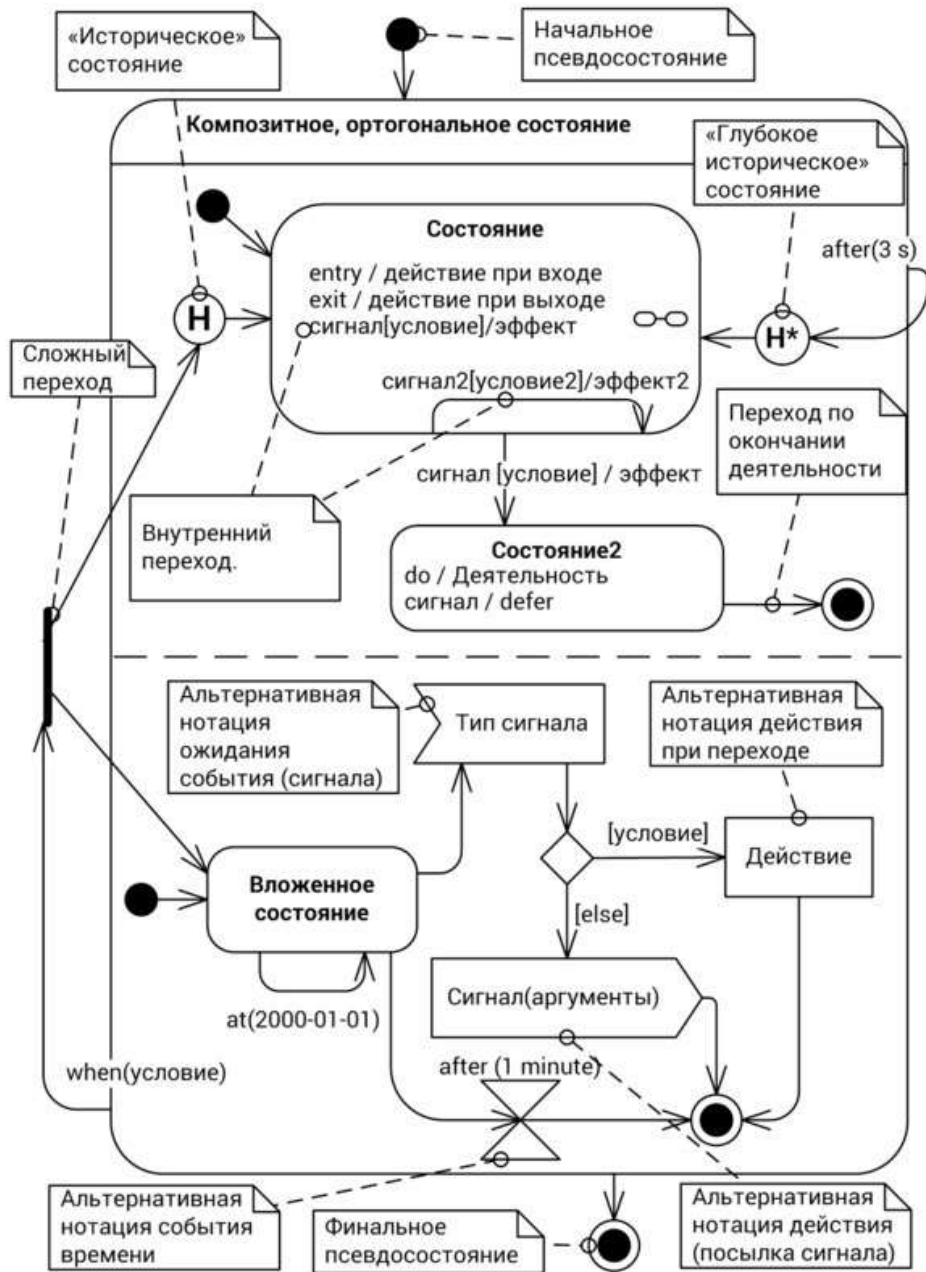 «Историческое»
состояние
Начальное
псевдосостояние
Композитное, ортогональное состояние
«Глубокое
историческое»
состояние
Состояние
entry / действие при входе
exit / действие при выходе
сигнал[условие]/эффект
after(3 s)
H
H*
Сложный
переход
сигнал2[условие2]/эффект2
Переход по
окончании
деятельности
сигнал [условие] / эффект
Внутренний
переход.
Состояние2
do / Деятельность
сигнал / defer
Альтернативная
нотация
ожидания
события (сигнала)
Тип сигнала
Альтернативная
нотация действия
при переходе
[условие]
Действие
Вложенное
состояние
[else]
Сигнал(аргументы)
at(2000-01-01)
when(условие)
after (1 minute)
Альтернативная
нотация события
времени
Финальное
псевдосостояние
Альтернативная
нотация действия
(посылка сигнала)